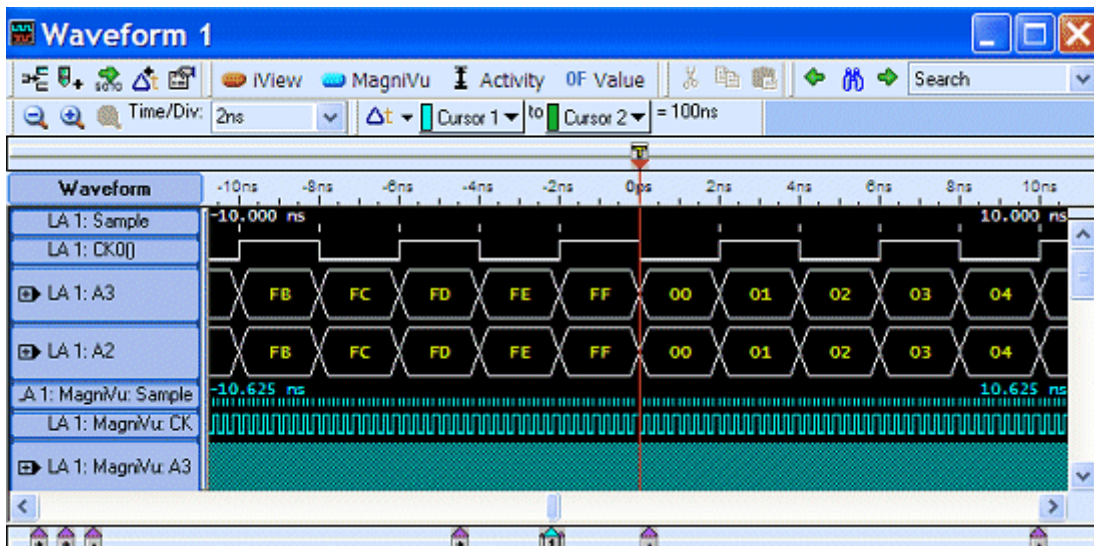 Waveform 1
iView MagniVu Activity 0F Value Search
Time/Div: 2ns Δt Cursor 1 to Cursor 2 = 100ns
Waveform -10ns -8ns -6ns -4ns -2ns 0ps 2ns 4ns 6ns 8ns 10ns
LA 1: Sample -10.000 ns 10.000 ns
LA 1: CK0()
LA 1: A3 FB FC FD FE FF 00 01 02 03 04
LA 1: A2 FB FC FD FE FF 00 01 02 03 04
LA 1: MagniVu: Sample -10.625 ns 10.625 ns
LA 1: MagniVu: CK
LA 1: MagniVu: A3
1